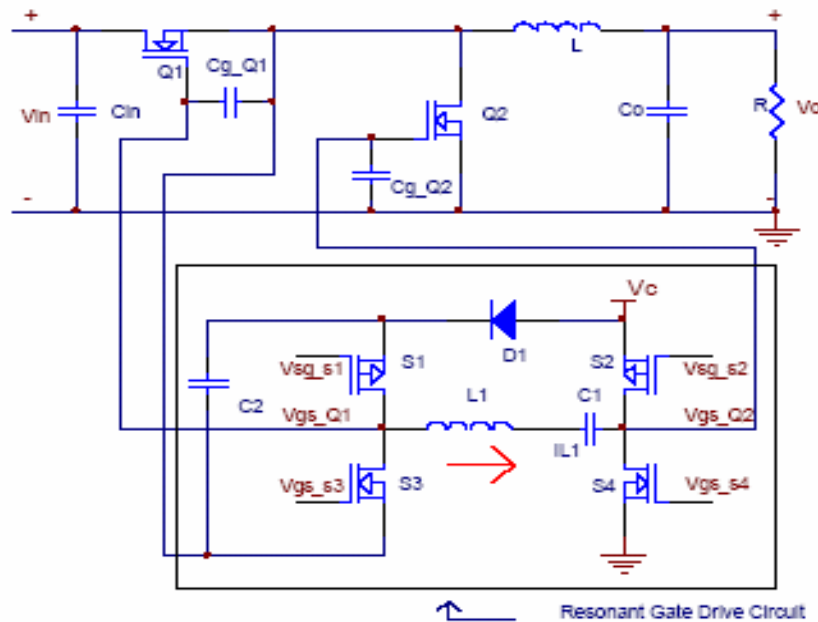 +
+
Q1
Cg_Q1
L
Vin
Cin
Q2
Co
R
Vo
Cg_Q2
-
-
Vc
Vsg_s1
S1
D1
S2
Vsg_s2
C2
L1
C1
Vgs_Q1
Vgs_Q2
IL1
Vgs_s3
S3
S4
Vgs_s4
Resonant Gate Drive Circuit